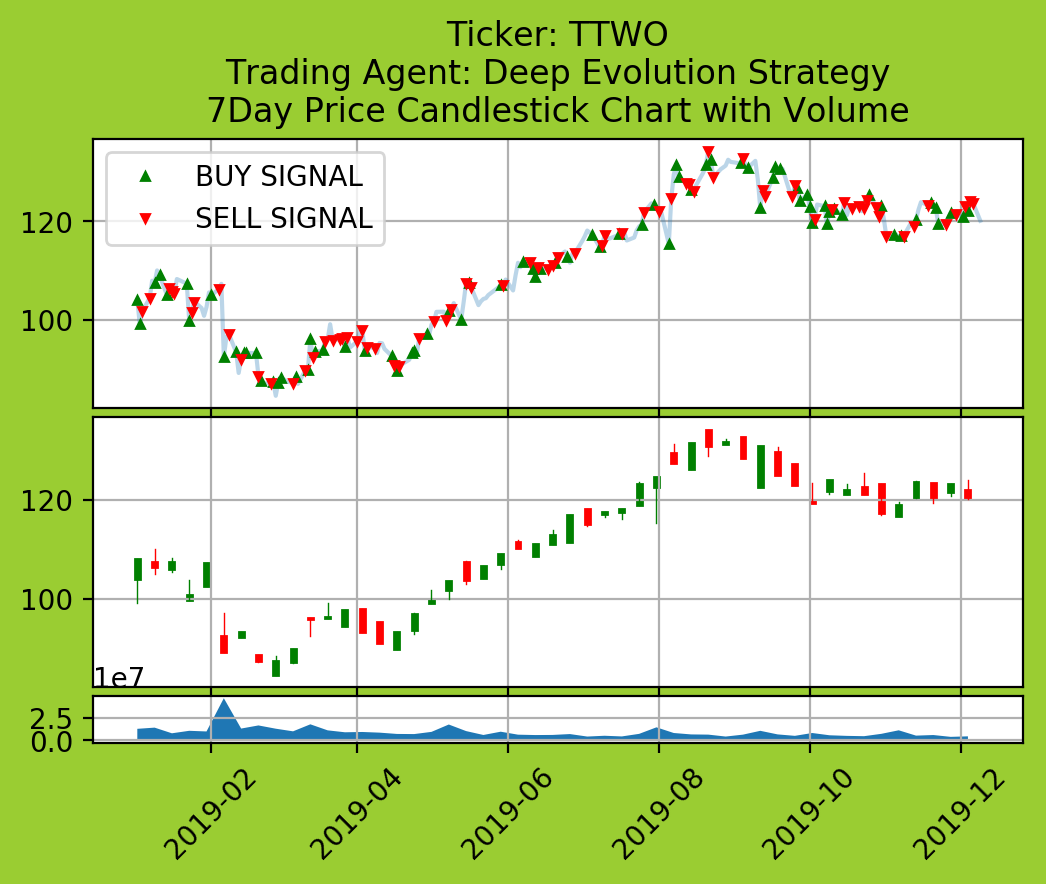 Ticker: TTWO
Trading Agent: Deep Evolution Strategy
7Day Price Candlestick Chart with Volume
BUY SIGNAL
SELL SIGNAL
120
100
120
100
1e7
2.5
0.0
2019-02
2019-04
2019-06
2019-08
2019-10
2019-12